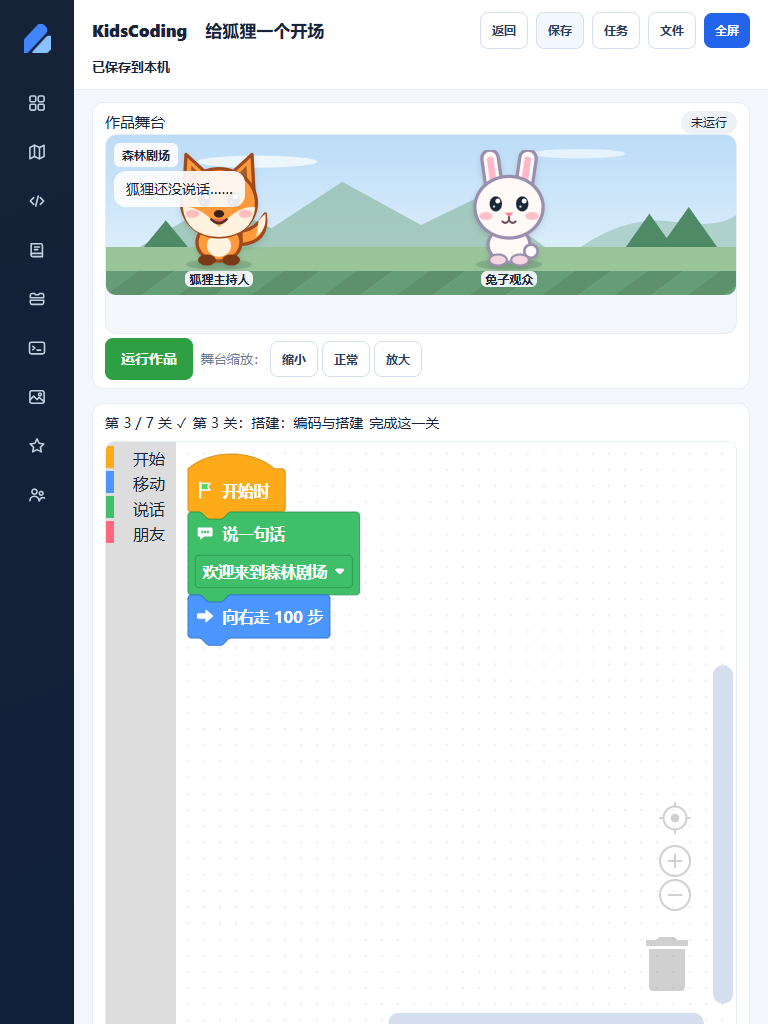 KidsCoding 给狐狸一个开场 返回 保存 任务 文件 全屏
已保存到本机
作品舞台 未运行
森林剧场
狐狸还没说话……
狐狸主持人 兔子观众
运行作品 舞台缩放： 缩小 正常 放大
第 3 / 7 关 ✓ 第 3 关：搭建：编码与搭建 完成这一关
开始
移动
说话
朋友
开始时
说一句话
欢迎来到森林剧场
向右走 100 步